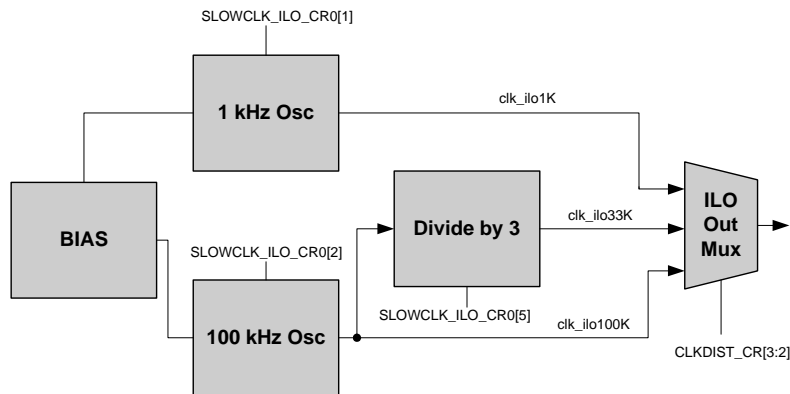 SLOWCLK_ILO_CR0[1]
1 kHz Osc
clk_ilo1K
BIAS
SLOWCLK_ILO_CR0[2]
100 kHz Osc
Divide by 3
SLOWCLK_ILO_CR0[5]
clk_ilo33K
clk_ilo100K
ILO
Out
Mux
CLKDIST_CR[3:2]